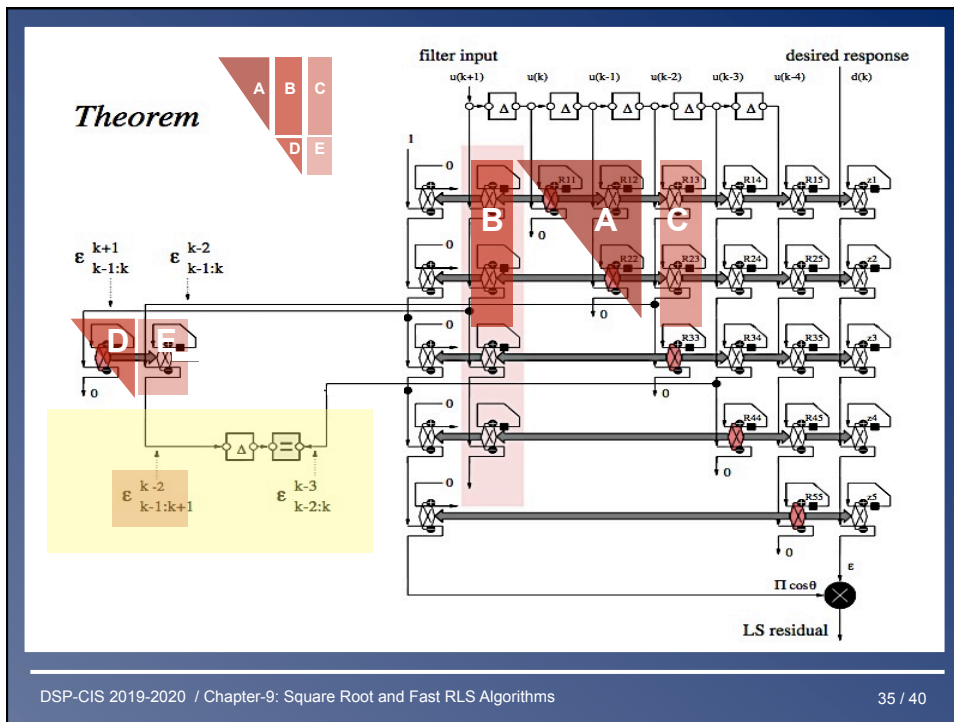 filter input
desired response
u(k+1) u(k) u(k-1) u(k-2) u(k-3) u(k-4) d(k)
A B C
D E
Theorem
Δ Δ Δ Δ Δ
1
0
R11 R12 R13 R14 R15 z1
B A C
0
0
R22 R23 R24 R25 z2
0
ε k+1 k-1:k
ε k-2 k-1:k
0
R33 R34 R35 z3
D E
0
0
0
R44 R45 z4
Δ =
0
ε k-2 k-1:k+1
ε k-3 k-2:k
0
R55 z5
0
ε
Π cosθ
LS residual
DSP-CIS 2019-2020 / Chapter-9: Square Root and Fast RLS Algorithms
35 / 40